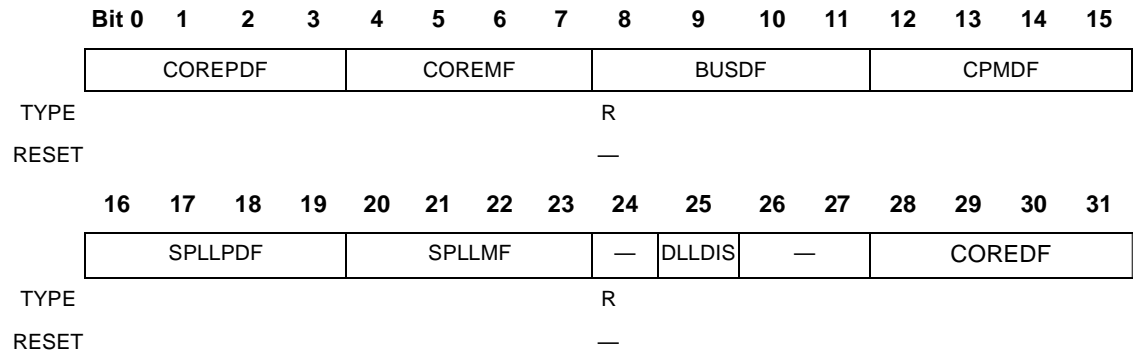 Bit 0 1 2 3 4 5 6 7 8 9 10 11 12 13 14 15
COREPDF COREMF BUSDF CPMDF
TYPE R
RESET —
16 17 18 19 20 21 22 23 24 25 26 27 28 29 30 31
SPLLPDF SPLLMF — DLLDIS — COREDF
TYPE R
RESET —